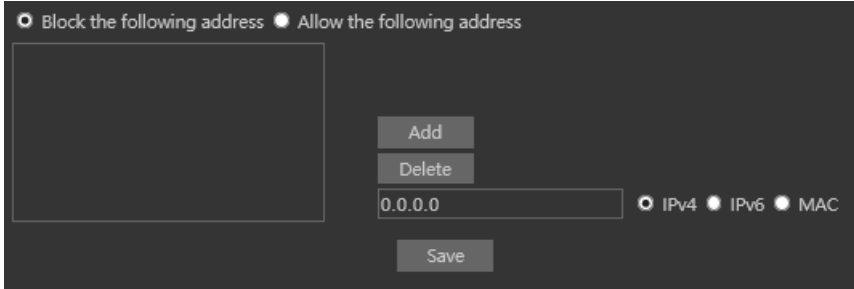 Block the following address Allow the following address
Add
Delete
0.0.0.0 IPv4 IPv6 MAC
Save